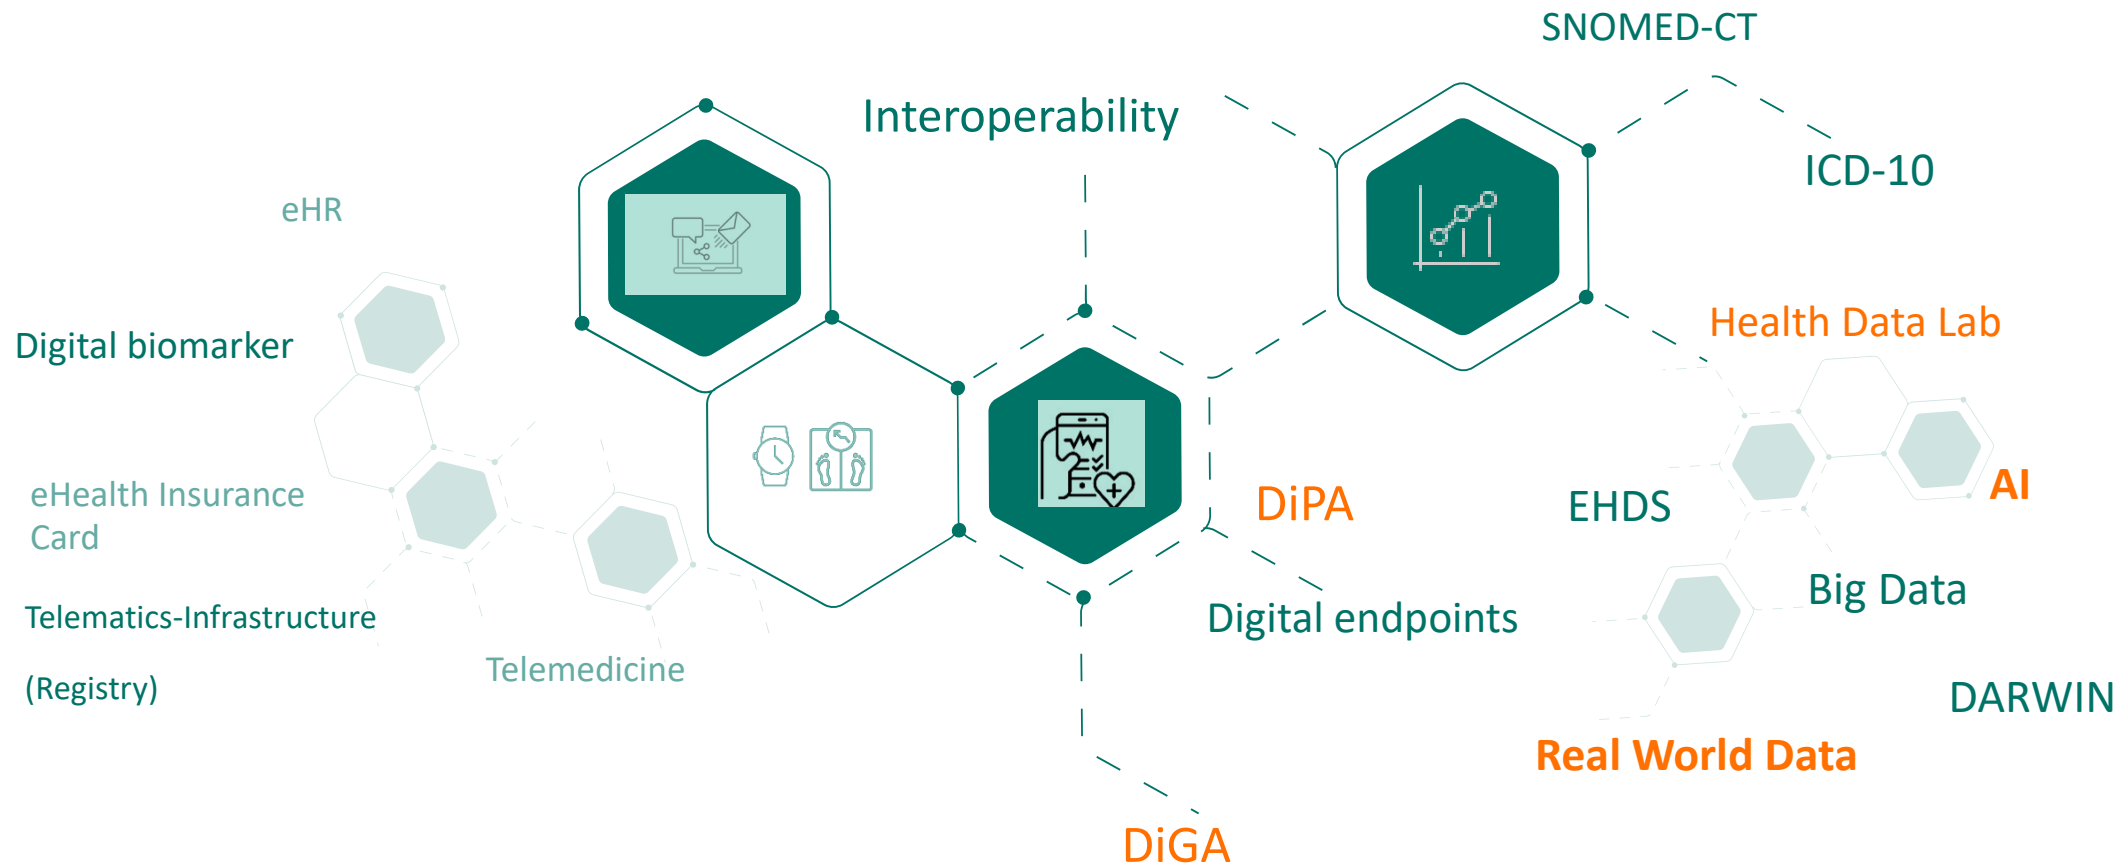 SNOMED-CT
Interoperability
ICD-10
eHR
Health Data Lab
Digital biomarker
AI
eHealth Insurance
Card
DiPA
EHDS
Big Data
Telematics-Infrastructure
Digital endpoints
Telemedicine
(Registry)
DARWIN
Real World Data
DiGA